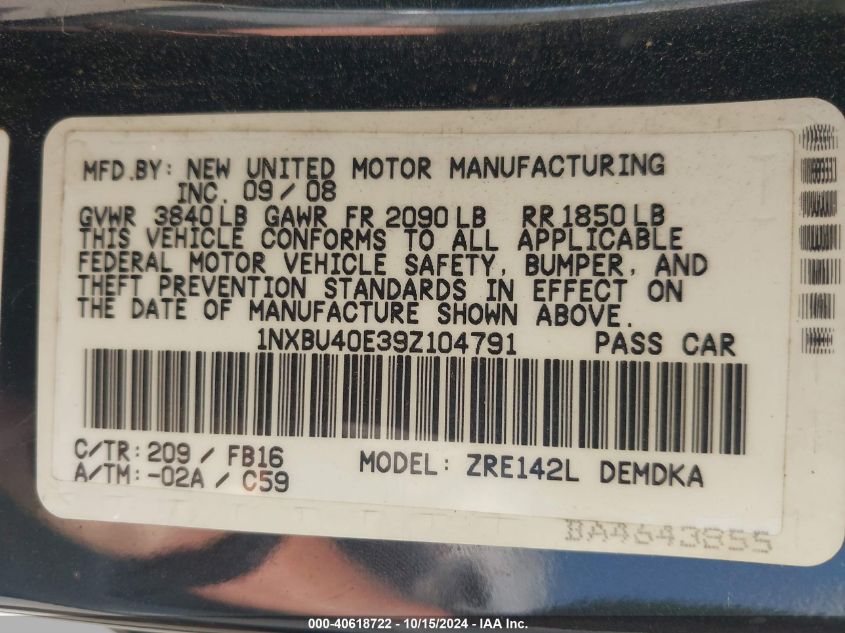 MFD.BY: NEW UNITED MOTOR MANUFACTURING
INC. 09/08
GVWR 3840LB GAWR FR 2090LB RR 1850LB
THIS VEHICLE CONFORMS TO ALL APPLICABLE
FEDERAL MOTOR VEHICLE SAFETY, BUMPER, AND
THEFT PREVENTION STANDARDS IN EFFECT ON
THE DATE OF MANUFACTURE SHOWN ABOVE.
1NXBU40E39Z104791 PASS CAR
C/TR: 209 / FB16
A/TM: -02A / C59
MODEL: ZRE142L DEMDKA
BA4643855
000-40618722 - 10/15/2024 - IAA Inc.